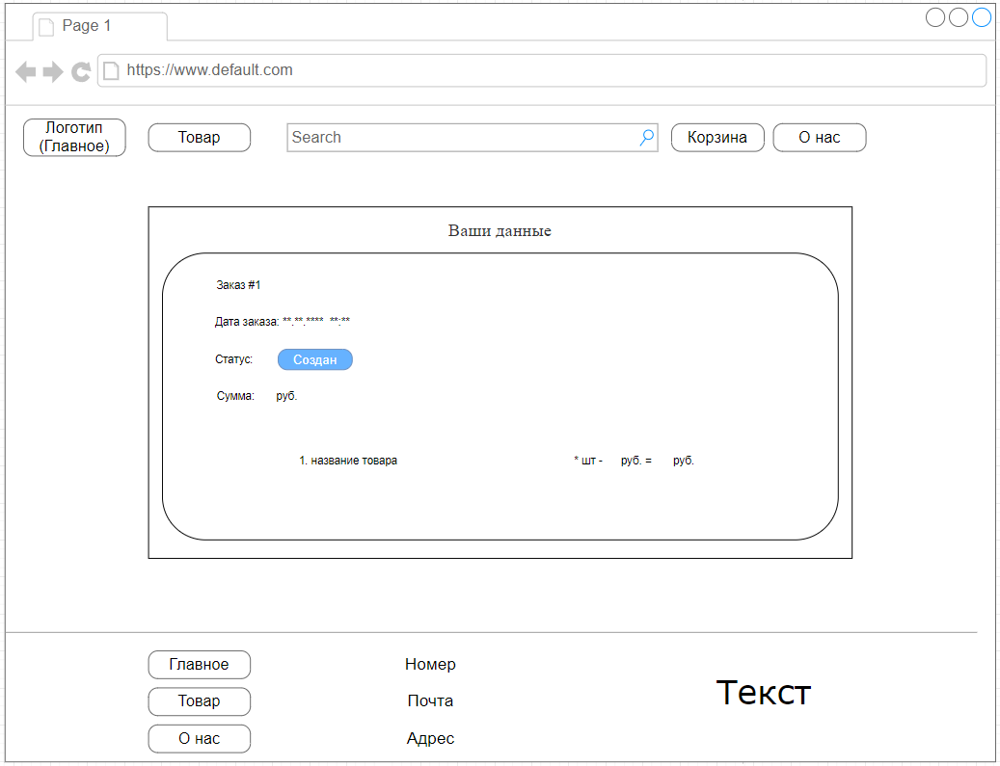 Page 1
https://www.default.com
Логотип
(Главное)
Товар
Search
Корзина
О нас
Ваши данные
Заказ #1
Дата заказа: **.**.**** **:**
Статус: Создан
Сумма: руб.
1. название товара * шт - руб. = руб.
Главное
Номер
Товар
Почта
Текст
О нас
Адрес